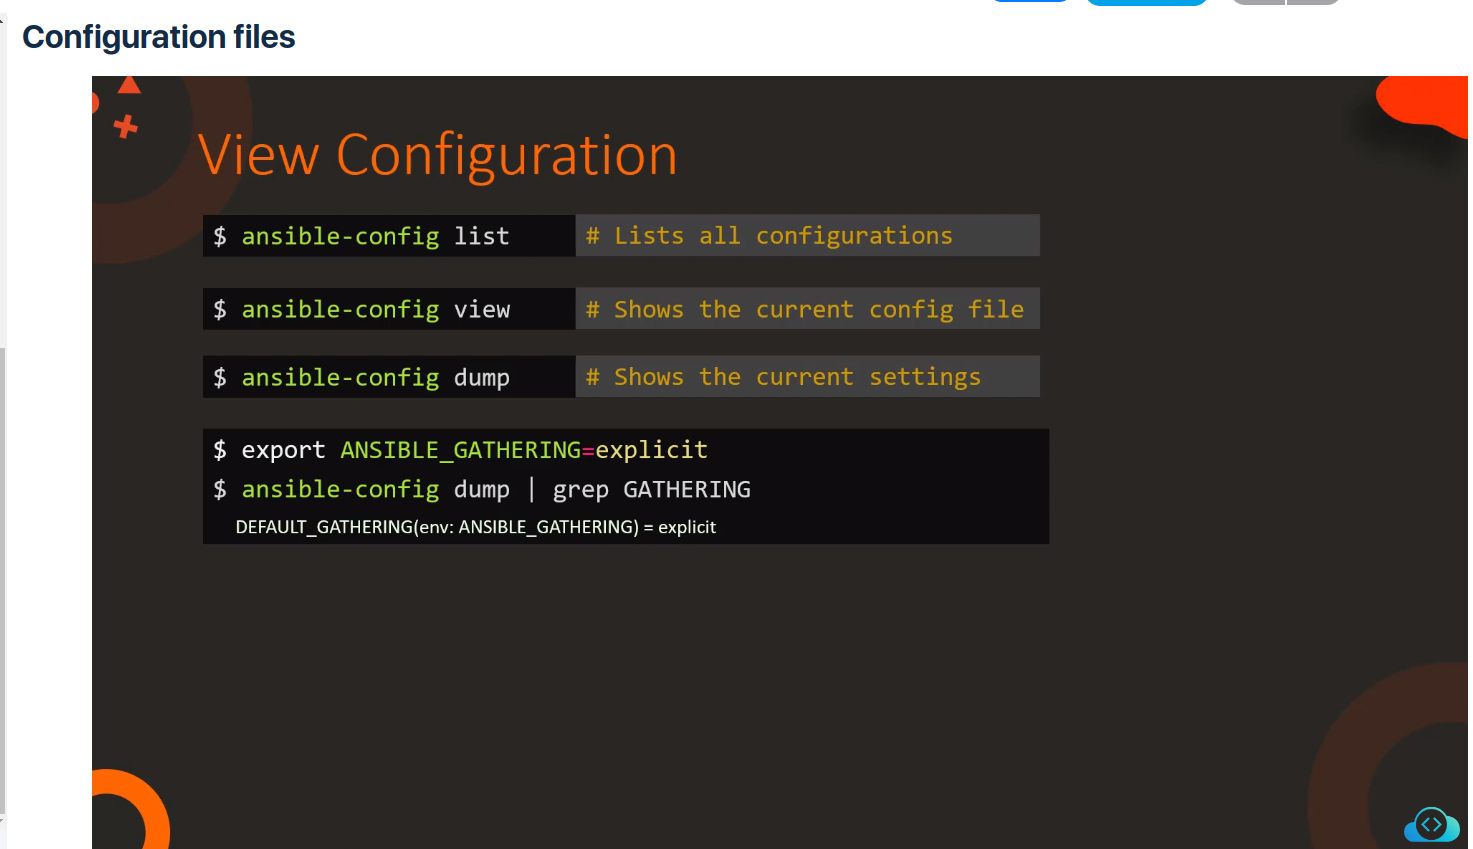 Configuration files
View Configuration
$ ansible-config list # Lists all configurations
$ ansible-config view # Shows the current config file
$ ansible-config dump # Shows the current settings
$ export ANSIBLE_GATHERING=explicit
$ ansible-config dump | grep GATHERING
DEFAULT_GATHERING(env: ANSIBLE_GATHERING) = explicit